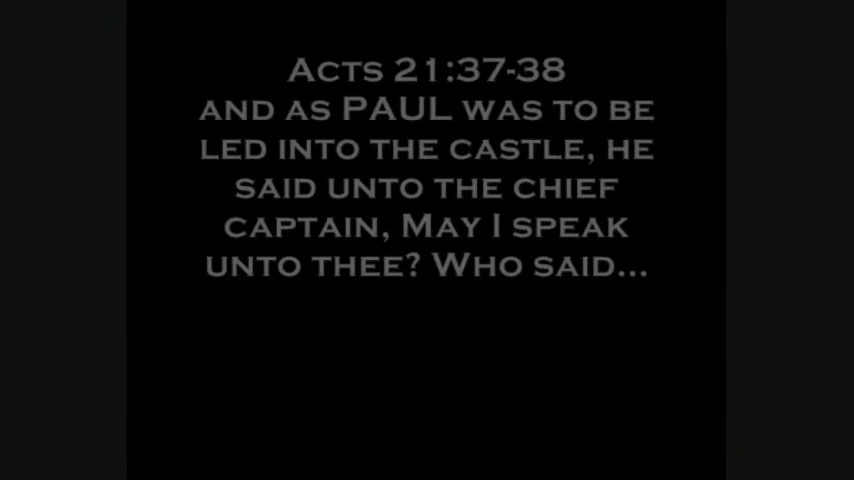 Acts 21:37-38
and as PAUL was to be
led into the castle, he
said unto the chief
captain, May I speak
unto thee? Who said...